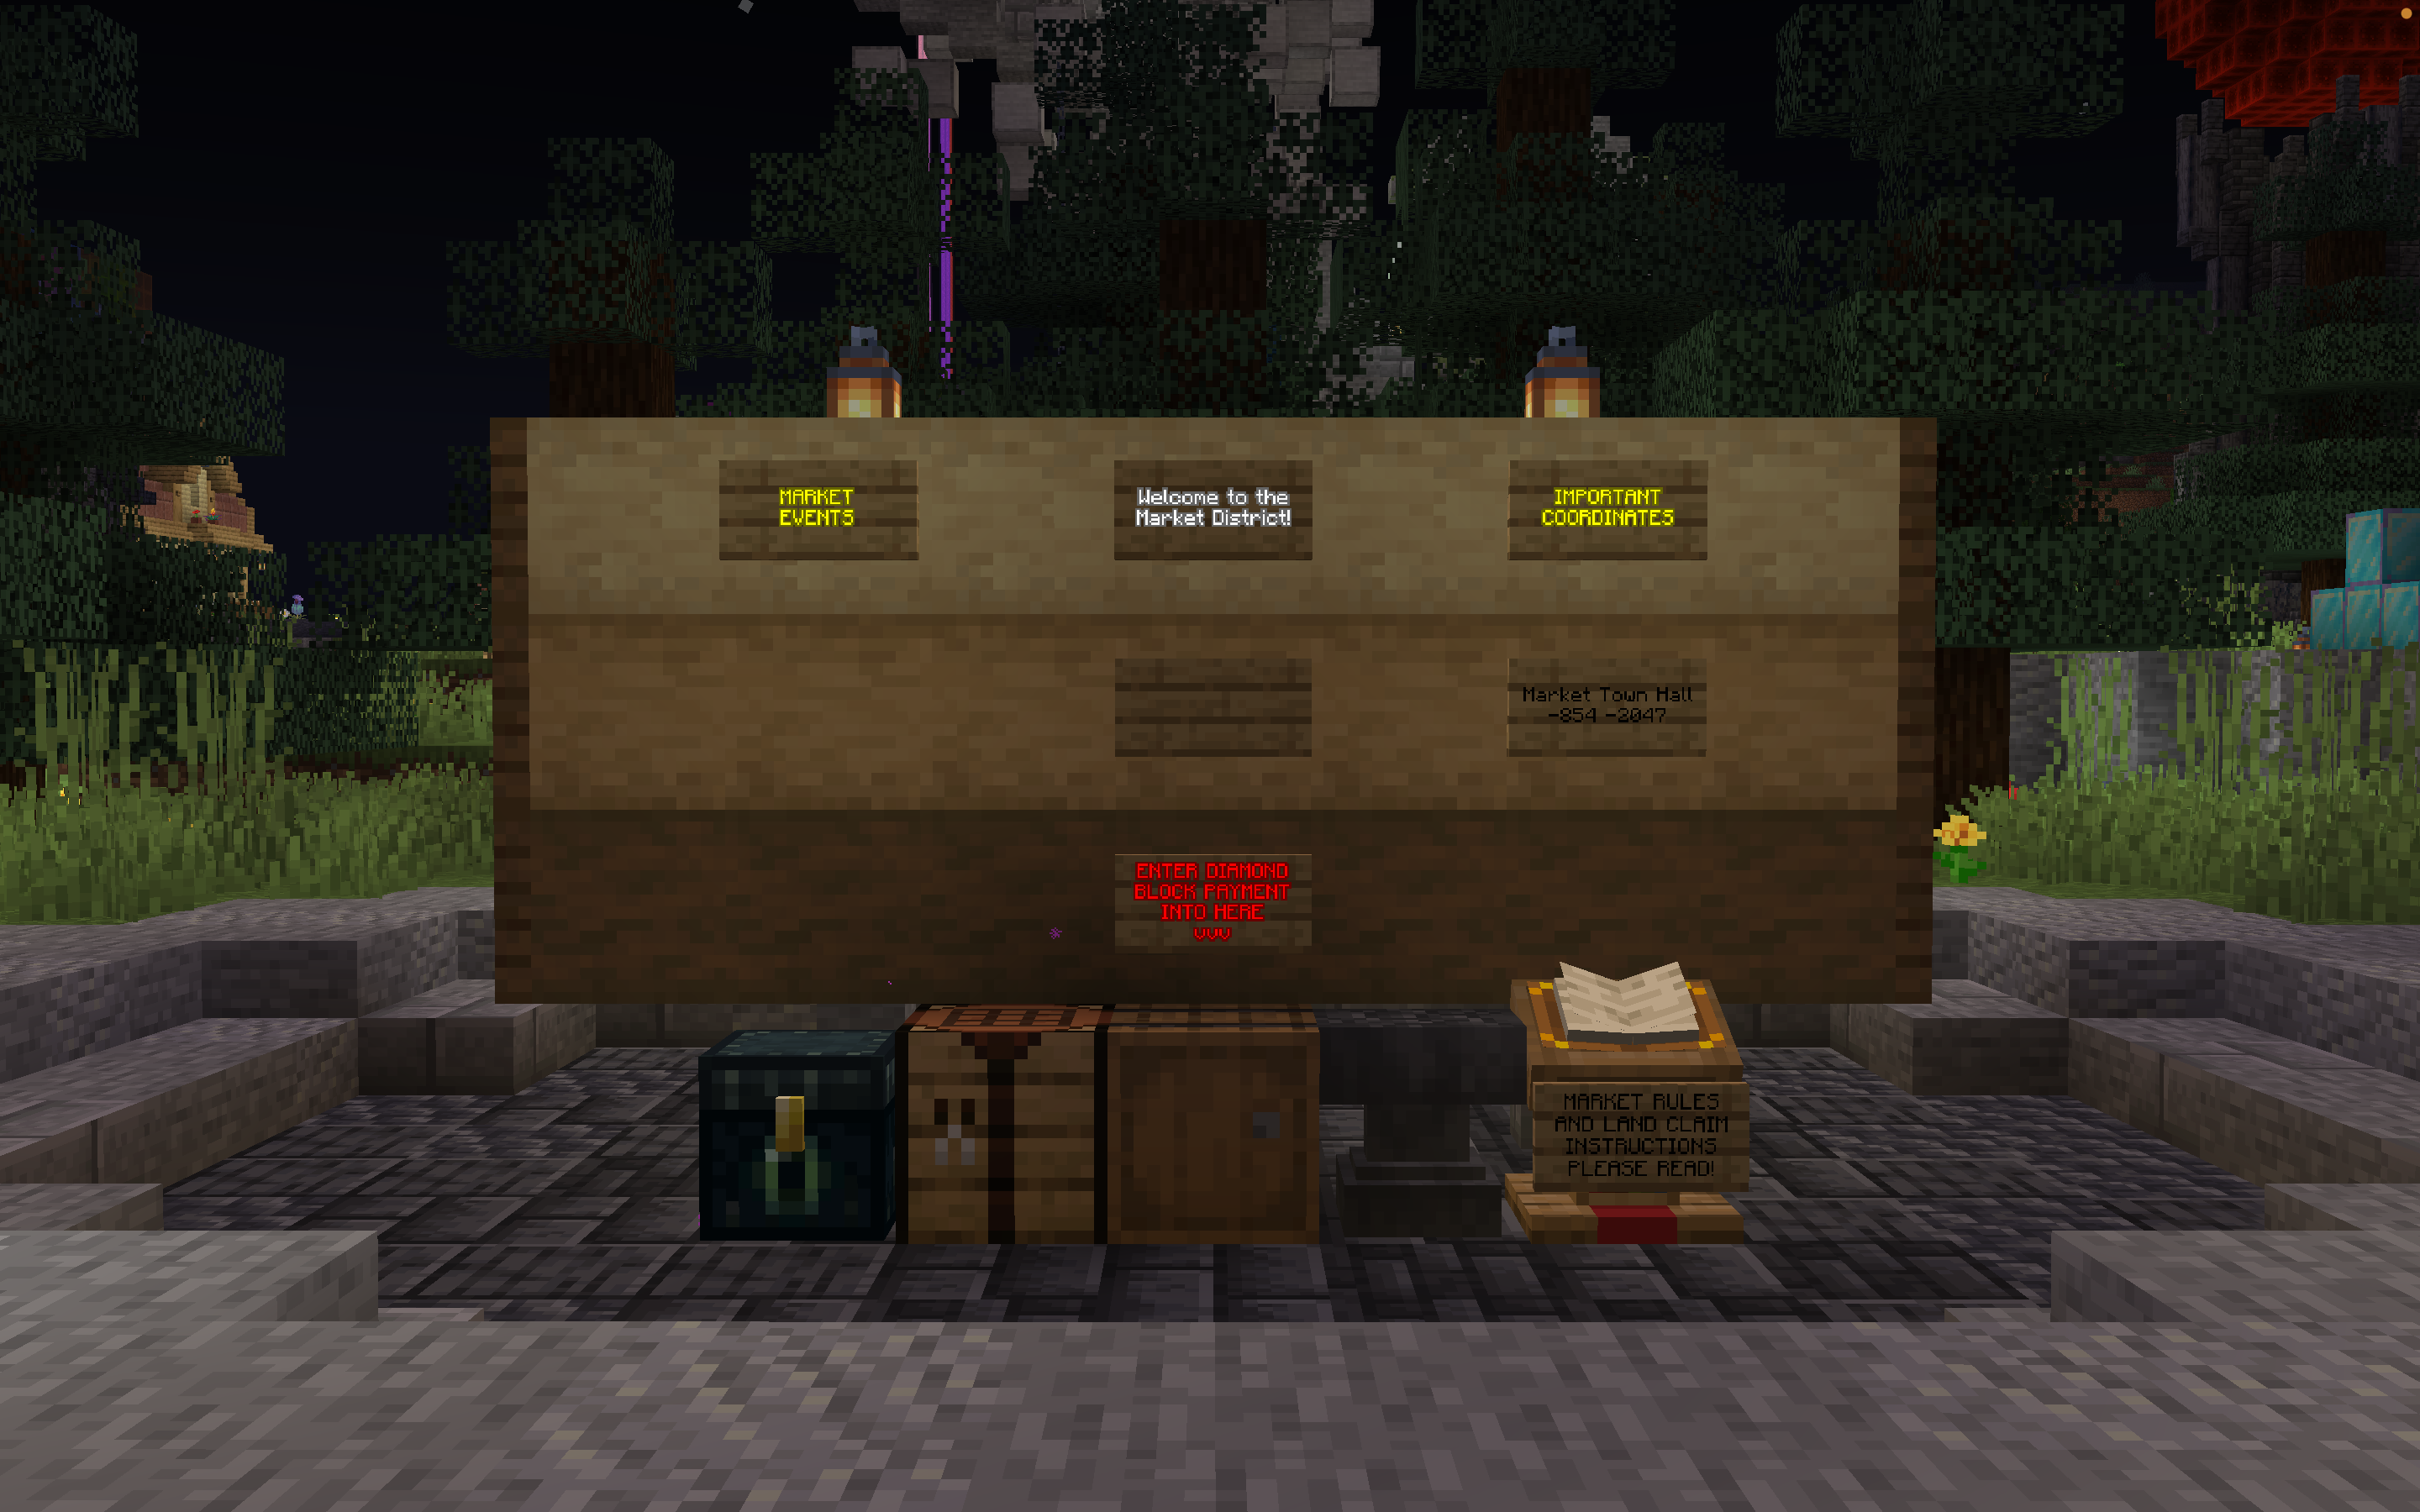 MARKET
EVENTS
Welcome to the
Market District!
IMPORTANT
COORDINATES
Market Town Hall
-854 -2047
ENTER DIAMOND
BLOCK PAYMENT
INTO HERE
vvv
MARKET RULES
AND LAND CLAIM
INSTRUCTIONS
PLEASE READ!